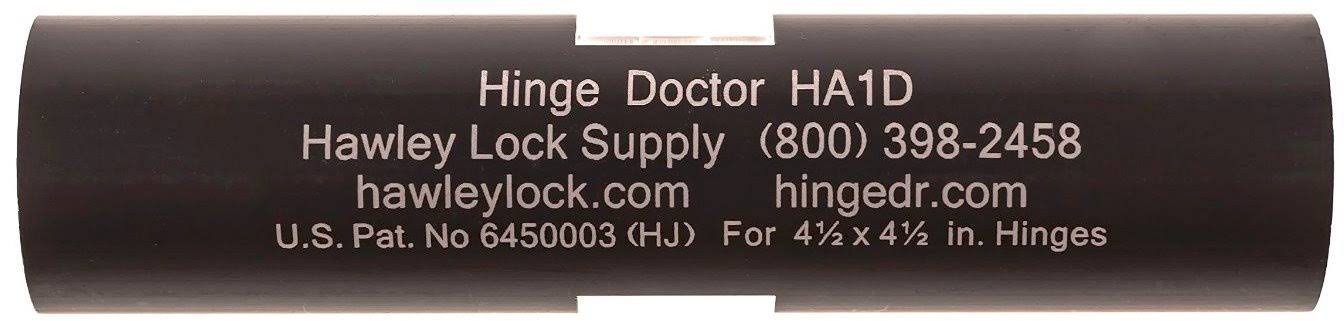 Hinge Doctor HA1D
Hawley Lock Supply (800) 398-2458
hawleylock.com hingedr.com
U.S. Pat. No 6450003 (HJ) For 4½ x 4½ in. Hinges